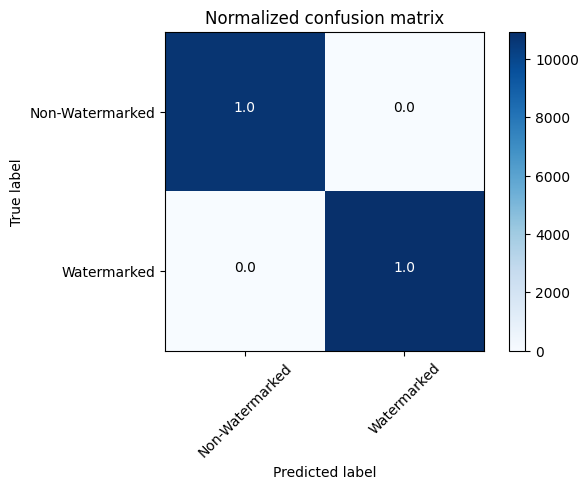 Normalized confusion matrix
True label
Non-Watermarked
Watermarked
1.0 0.0
0.0 1.0
Non-Watermarked
Watermarked
Predicted label
10000
8000
6000
4000
2000
0